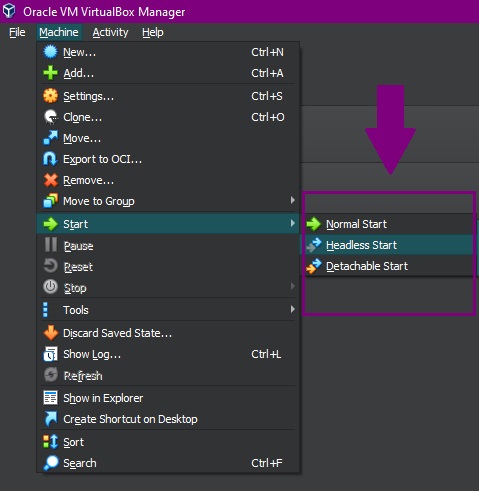 Oracle VM VirtualBox Manager
File Machine Activity Help
New... Ctrl+N
Add... Ctrl+A
Settings... Ctrl+S
Clone... Ctrl+O
Move...
Export to OCI...
Remove...
Move to Group
Start
Normal Start
Pause
Headless Start
Reset
Detachable Start
Stop
Tools
Discard Saved State...
Show Log... Ctrl+L
Refresh
Show in Explorer
Create Shortcut on Desktop
Sort
Search Ctrl+F